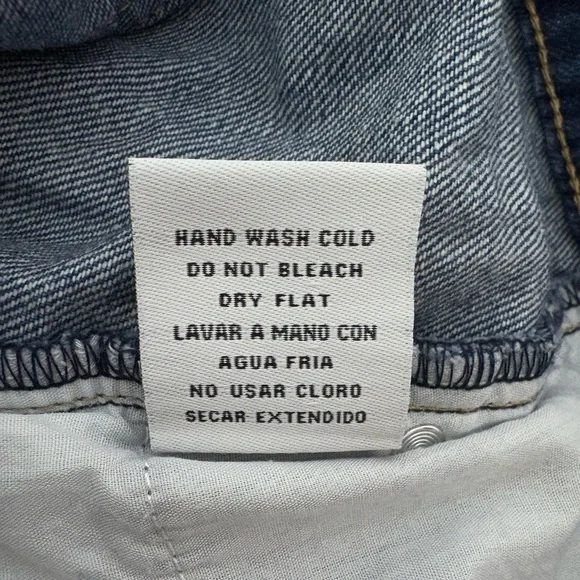 HAND WASH COLD
DO NOT BLEACH
DRY FLAT
LAVAR A MANO CON
AGUA FRIA
NO USAR CLORO
SECAR EXTENDIDO